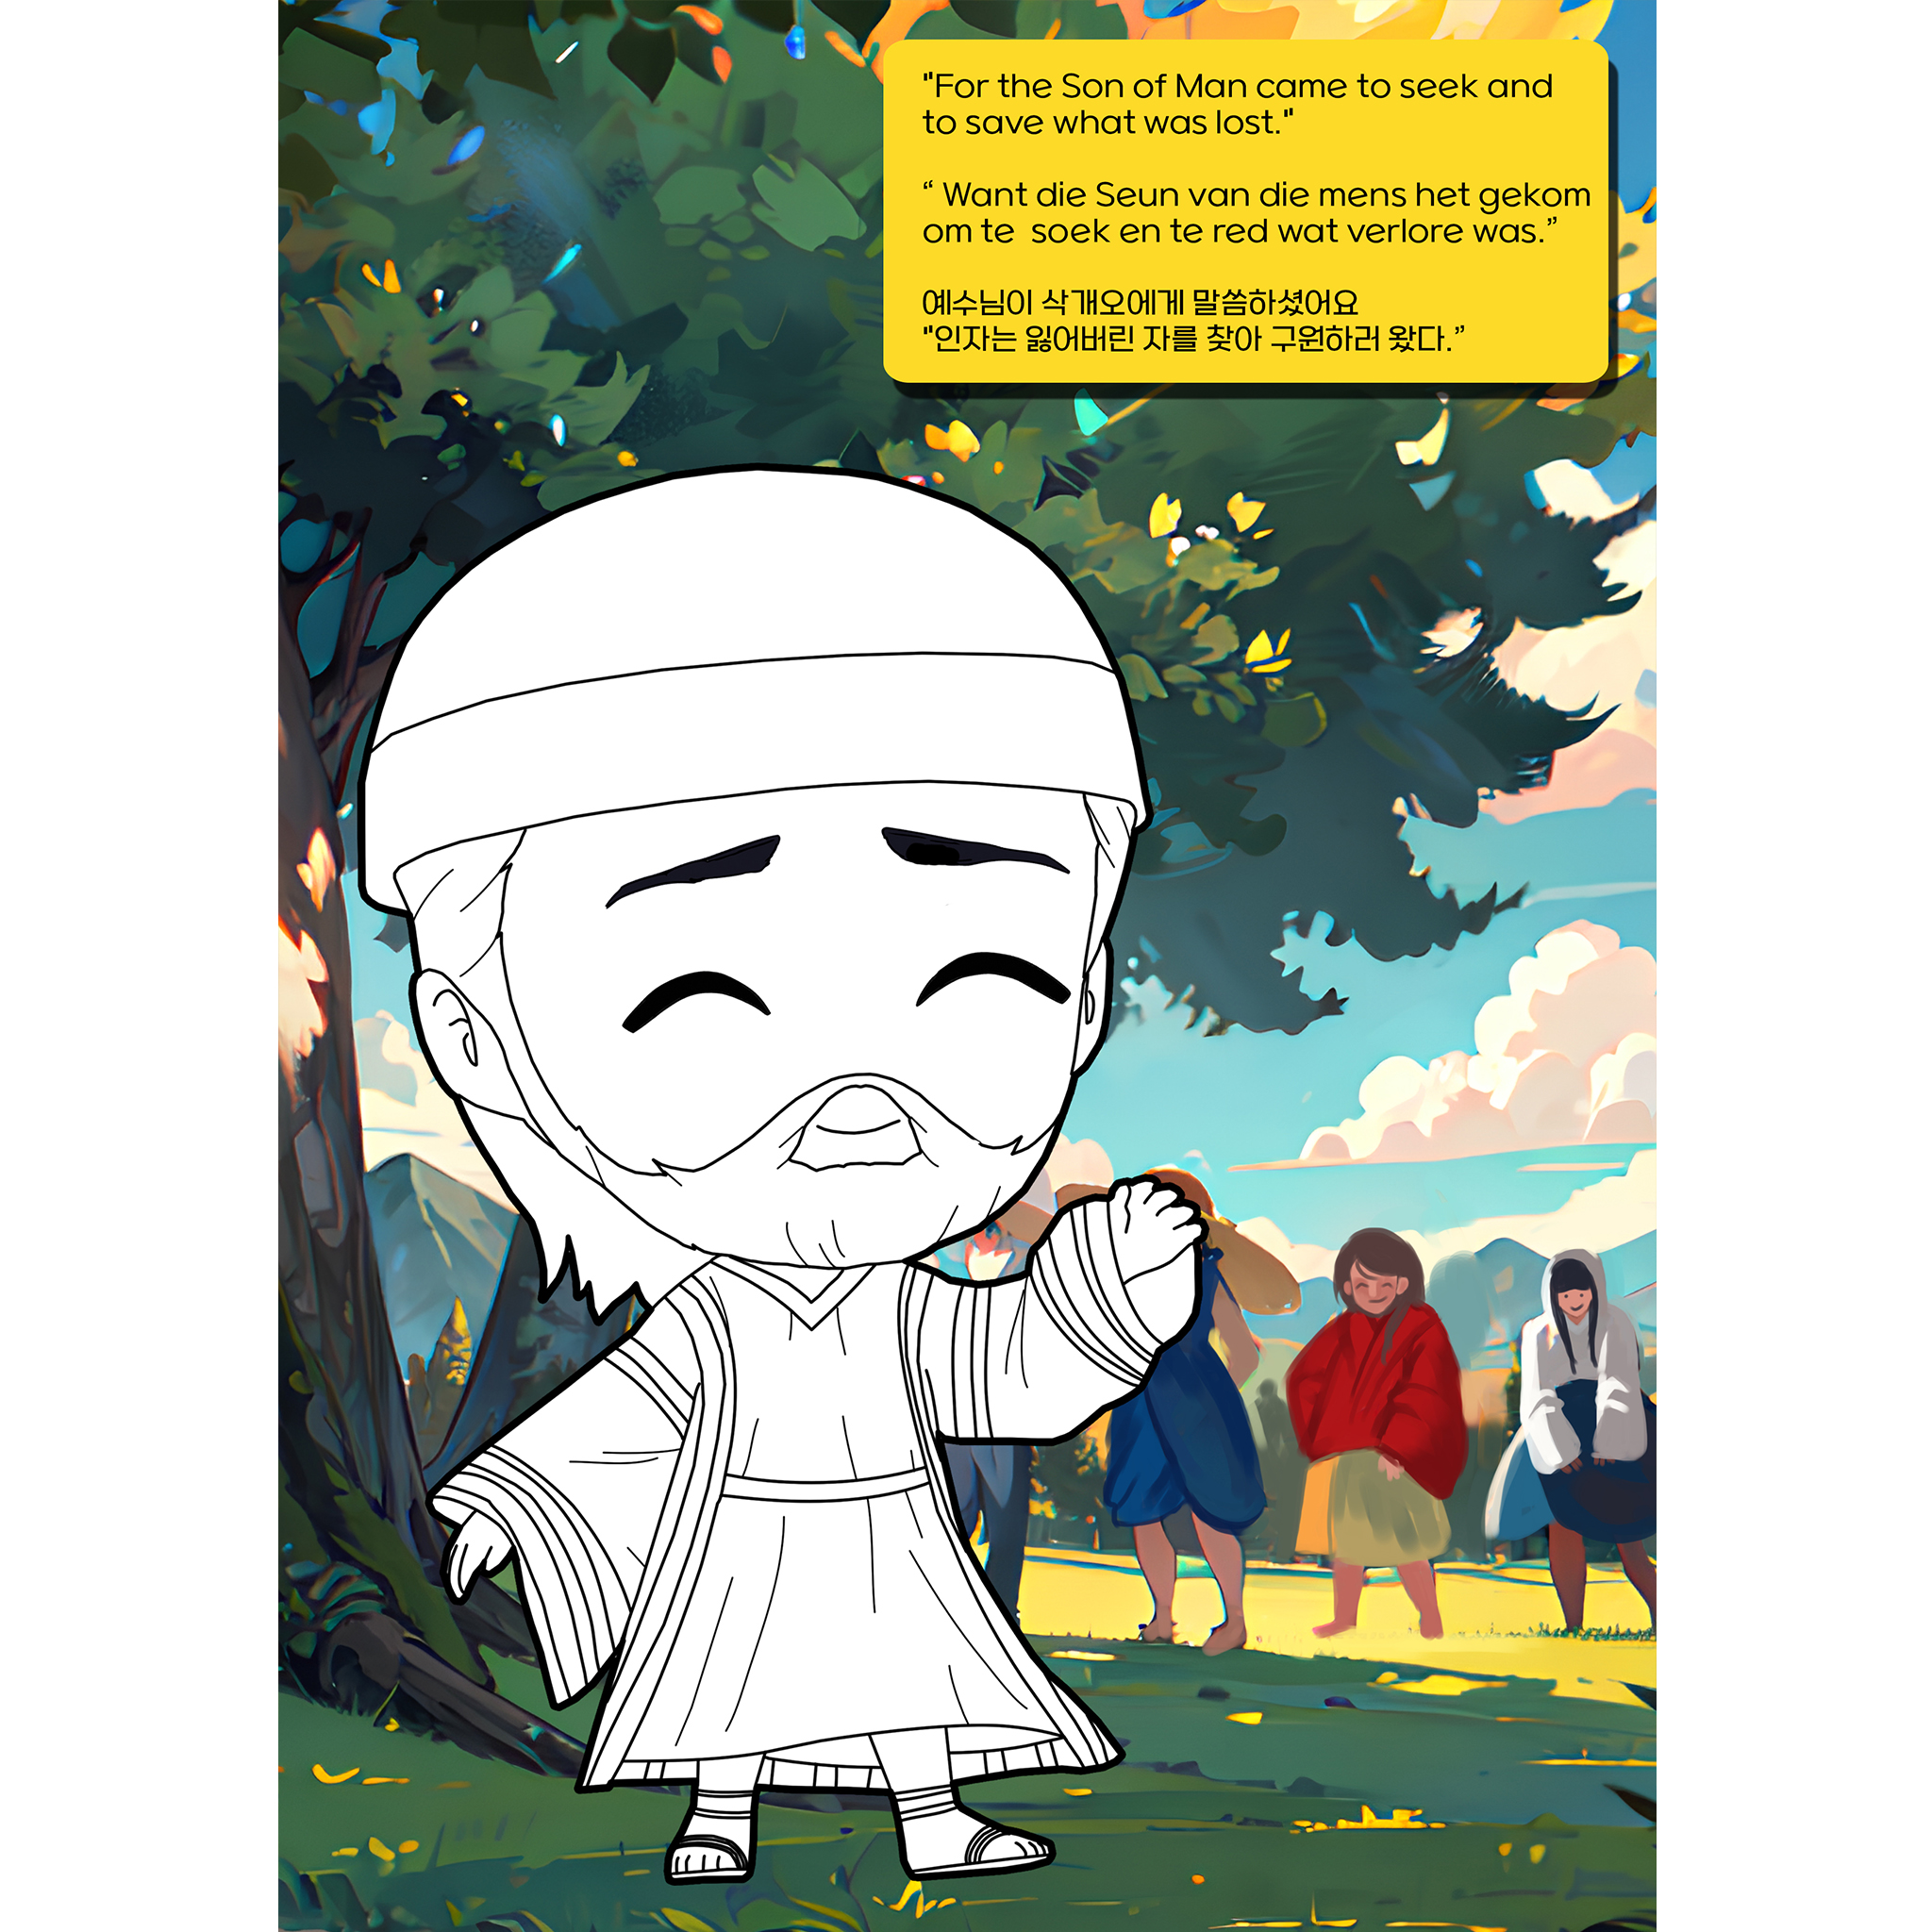 "For the Son of Man came to seek and
to save what was lost."
“ Want die Seun van die mens het gekom
om te  soek en te red wat verlore was.”
예수님이 삭개오에게 말씀하셨어요
"인자는 잃어버린 자를 찾아 구원하러 왔다.”